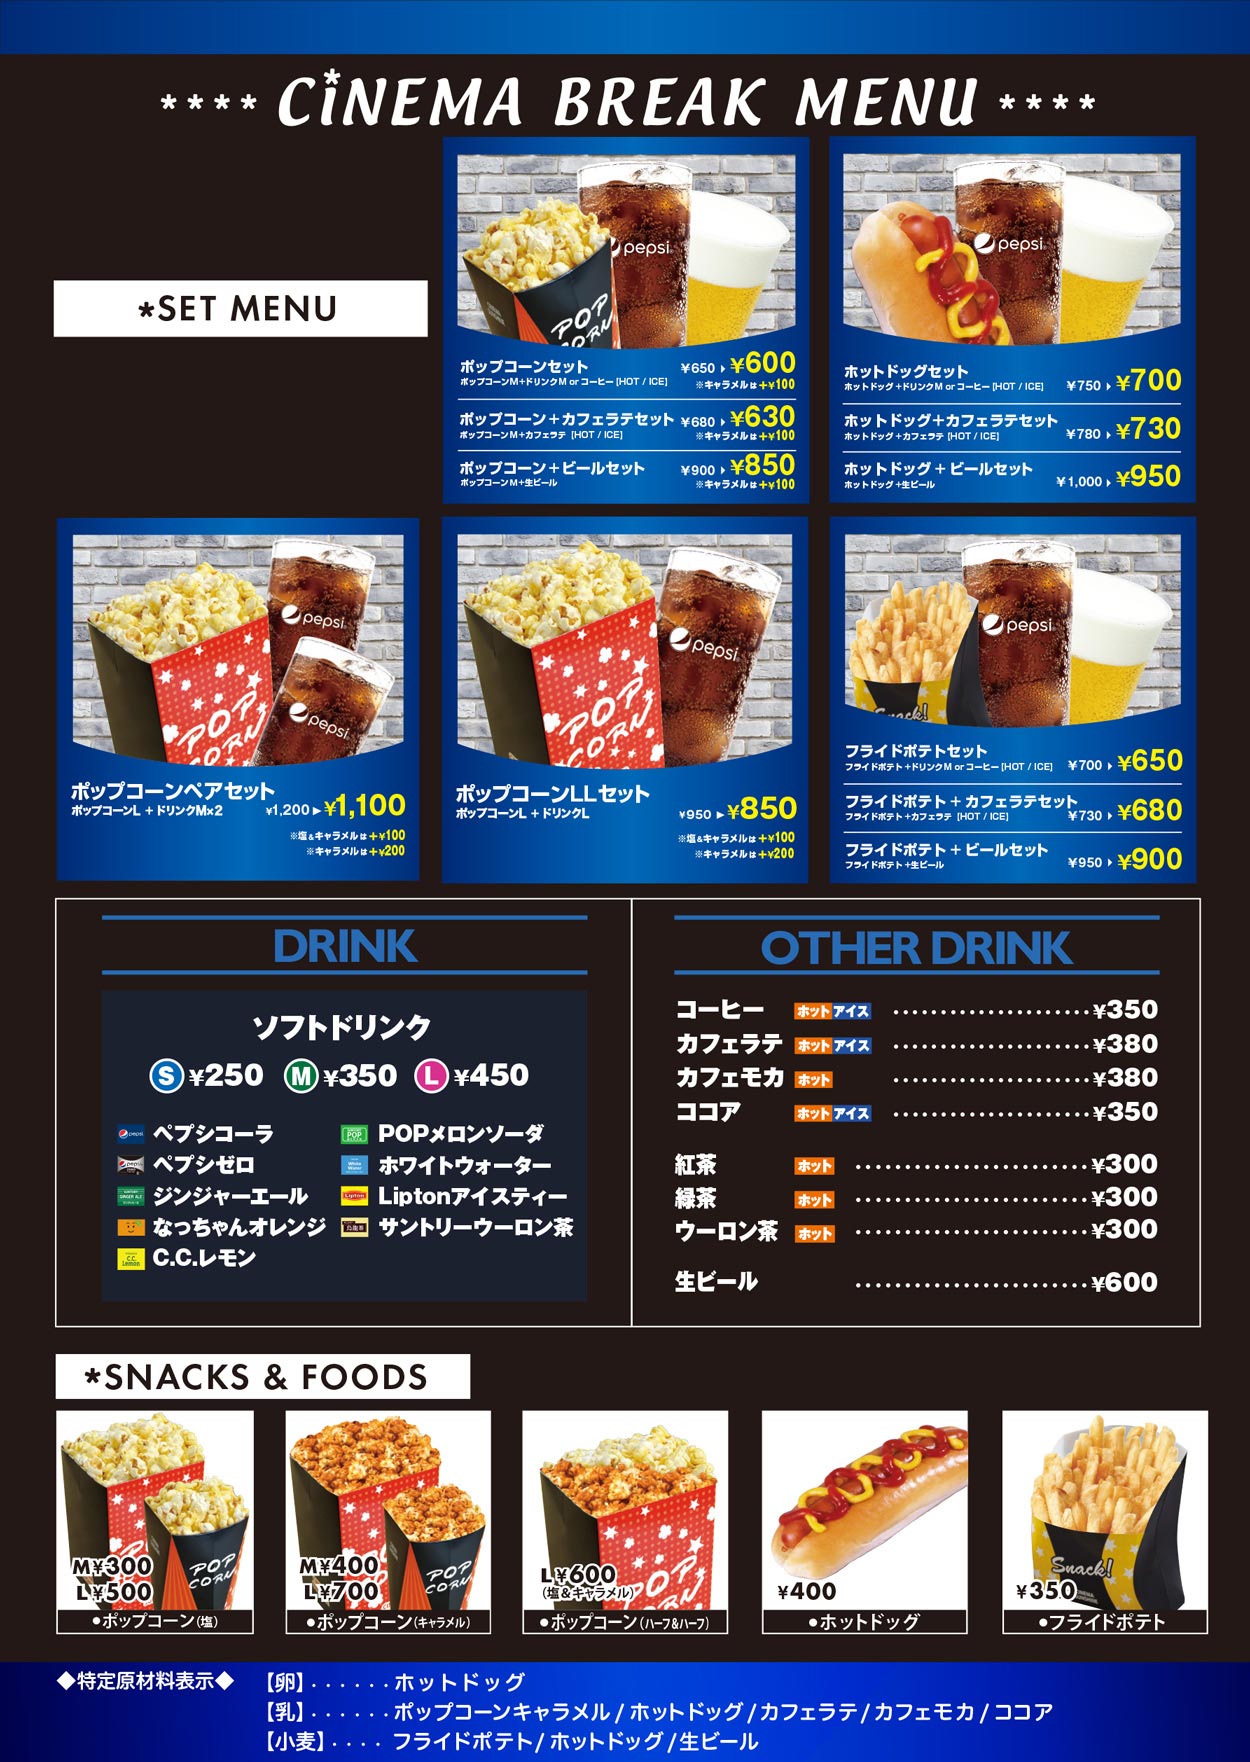 **** CiNEMA BREAK MENU ****
*SET MENU
pepsi
POP
CORN
ポップコーンセット ¥650 ▶ ¥600
ポップコーンM+ドリンクM or コーヒー [HOT / ICE] ※キャラメルは+¥100
ポップコーン+カフェラテセット ¥680 ▶ ¥630
ポップコーンM+カフェラテ [HOT / ICE] ※キャラメルは+¥100
ポップコーン+ビールセット ¥900 ▶ ¥850
ポップコーンM+生ビール ※キャラメルは+¥100
pepsi
ホットドッグセット
ホットドッグ+ドリンクM or コーヒー [HOT / ICE] ¥750 ▶ ¥700
ホットドッグ+カフェラテセット
ホットドッグ+カフェラテ [HOT / ICE] ¥780 ▶ ¥730
ホットドッグ+ビールセット
ホットドッグ+生ビール ¥1,000 ▶ ¥950
pepsi
pepsi
POP
CORN
ポップコーンペアセット
ポップコーンL + ドリンクM×2 ¥1,200 ▶ ¥1,100
※塩&キャラメルは+¥100
※キャラメルは+¥200
pepsi
POP
CORN
ポップコーンLLセット
ポップコーンL + ドリンクL ¥950 ▶ ¥850
※塩&キャラメルは+¥100
※キャラメルは+¥200
pepsi
Snack!
フライドポテトセット
フライドポテト+ドリンクM or コーヒー [HOT / ICE] ¥700 ▶ ¥650
フライドポテト+カフェラテセット
フライドポテト+カフェラテ [HOT / ICE] ¥730 ▶ ¥680
フライドポテト+ビールセット
フライドポテト+生ビール ¥950 ▶ ¥900
DRINK
ソフトドリンク
S ¥250 M ¥350 L ¥450
pepsi ペプシコーラ
pepsi ペプシゼロ
GINGER ALE ジンジャーエール
なっちゃんオレンジ
C.C. Lemon C.C.レモン
POP POPメロンソーダ
White Water ホワイトウォーター
Lipton Liptonアイスティー
烏龍茶 サントリーウーロン茶
OTHER DRINK
コーヒー ホット アイス ・・・・・・・・・・・・・・・・・・・・ ¥350
カフェラテ ホット アイス ・・・・・・・・・・・・・・・・・・・・ ¥380
カフェモカ ホット ・・・・・・・・・・・・・・・・・・・・ ¥380
ココア ホット アイス ・・・・・・・・・・・・・・・・・・・・ ¥350
紅茶 ホット ・・・・・・・・・・・・・・・・・・・・・・・・ ¥300
緑茶 ホット ・・・・・・・・・・・・・・・・・・・・・・・・ ¥300
ウーロン茶 ホット ・・・・・・・・・・・・・・・・・・・・・・・・ ¥300
生ビール ・・・・・・・・・・・・・・・・・・・・・・・・ ¥600
*SNACKS & FOODS
POP
CORN
M¥300
L¥500
●ポップコーン(塩)
POP
CORN
M¥400
L¥700
●ポップコーン(キャラメル)
POP
CORN
L¥600
(塩&キャラメル)
●ポップコーン(ハーフ&ハーフ)
¥400
●ホットドッグ
Snack!
¥350
●フライドポテト
◆特定原材料表示◆ 【卵】・・・・・・ホットドッグ
【乳】・・・・・・ポップコーンキャラメル/ホットドッグ/カフェラテ/カフェモカ/ココア
【小麦】・・・・ フライドポテト/ホットドッグ/生ビール